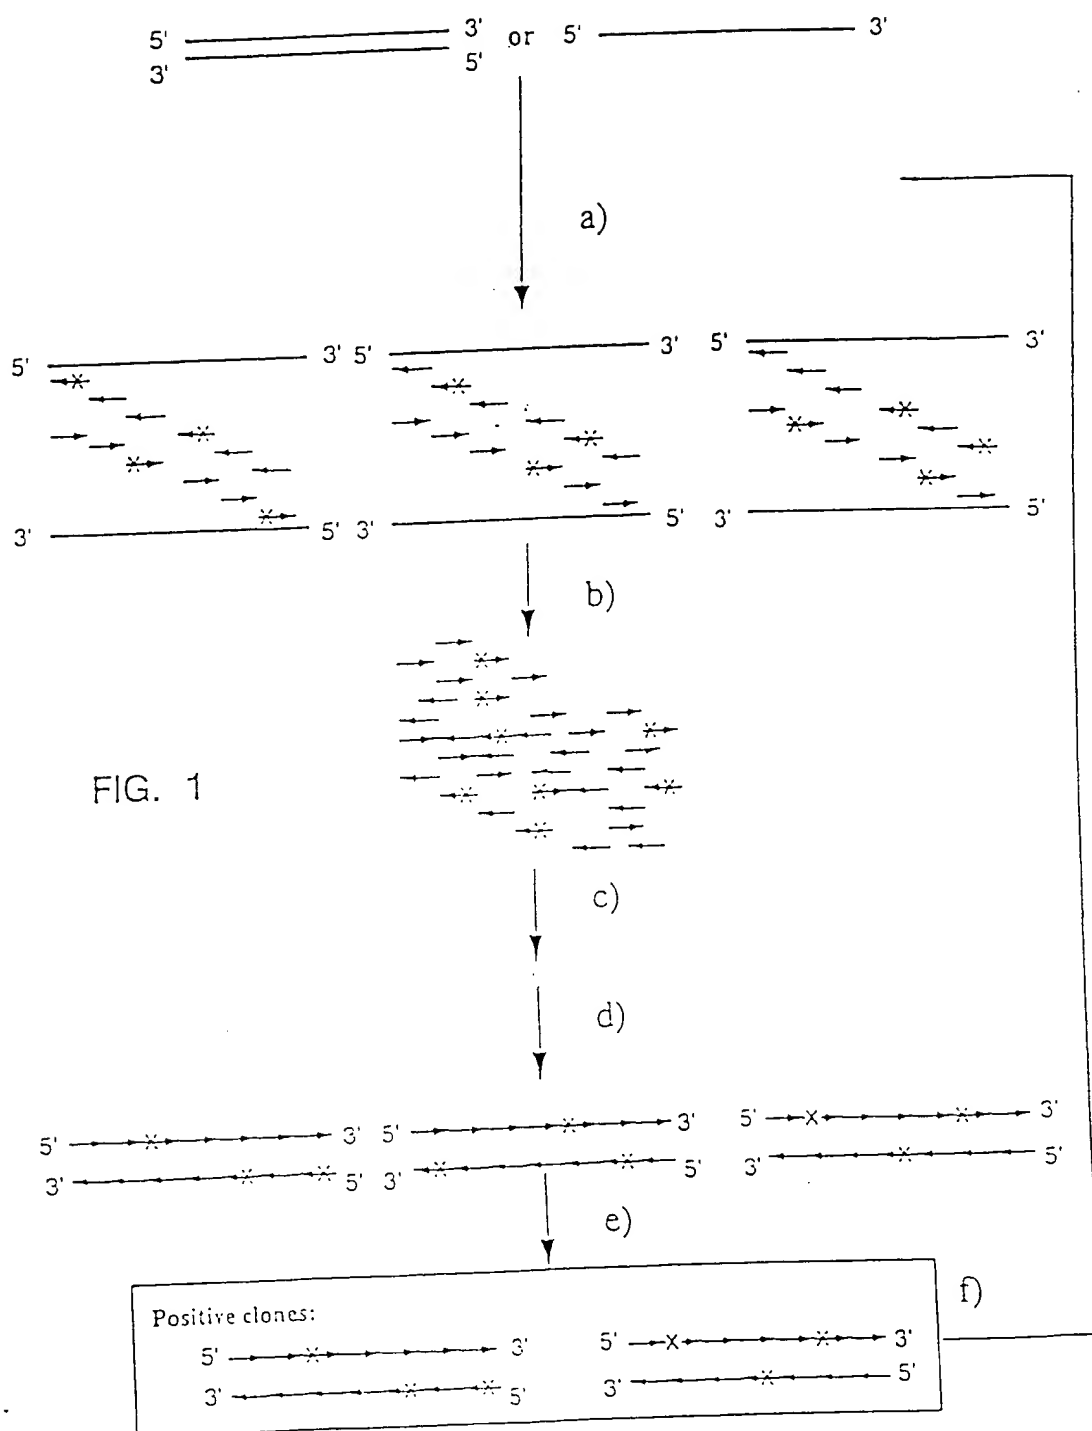 5' 3' or 5' 3'
3' 5'
a)
5' 3' 5' 3' 5' 3'
3' 5' 3' 5' 3' 5'
b)
FIG. 1
c)
d)
5' 3' 5' 3' 5' 3'
3' 5' 3' 5' 3' 5'
e)
f)
Positive clones:
5' 3' 5' 3'
3' 5' 3' 5'